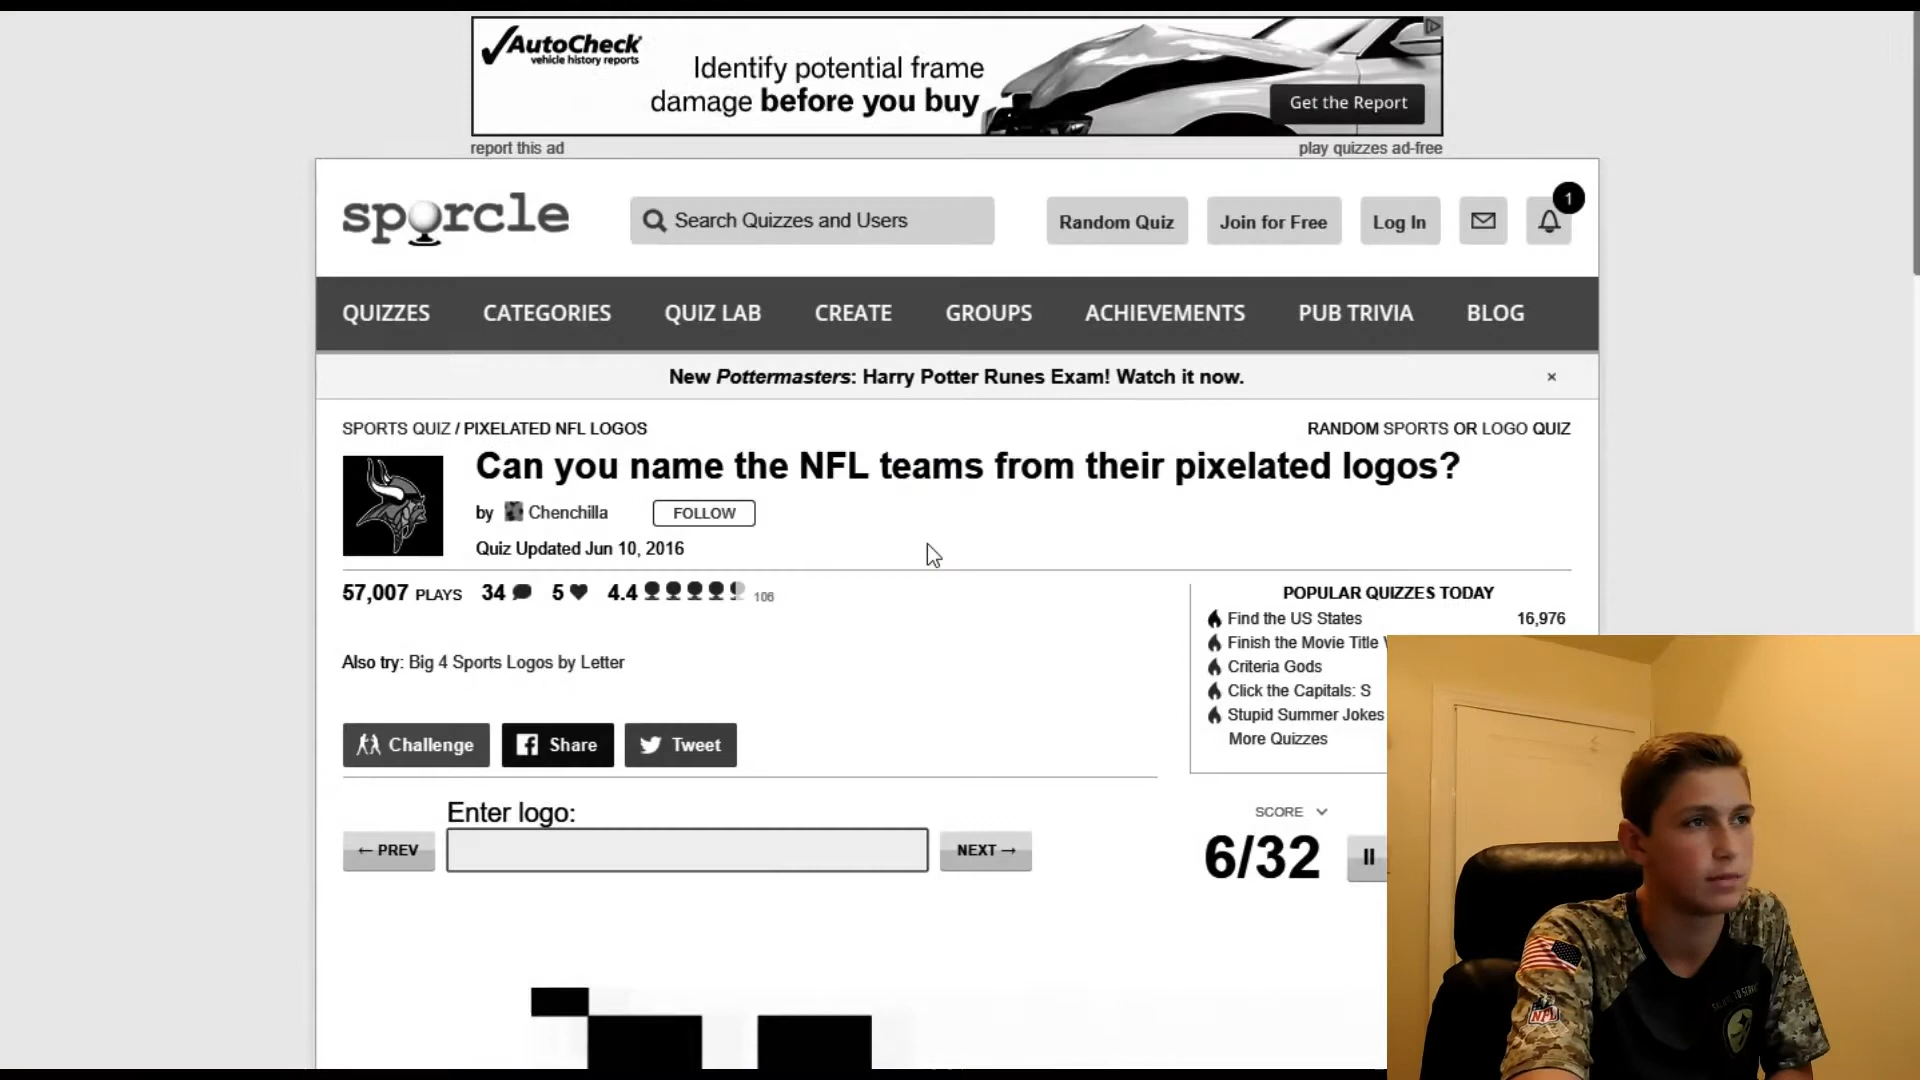 AutoCheck
vehicle history reports
Identify potential frame
damage before you buy
Get the Report
report this ad
play quizzes ad-free
sporcle
Search Quizzes and Users
Random Quiz
Join for Free
Log In
1
QUIZZES
CATEGORIES
QUIZ LAB
CREATE
GROUPS
ACHIEVEMENTS
PUB TRIVIA
BLOG
New Pottermasters: Harry Potter Runes Exam! Watch it now.
×
SPORTS QUIZ / PIXELATED NFL LOGOS
RANDOM SPORTS OR LOGO QUIZ
Can you name the NFL teams from their pixelated logos?
by Chenchilla
FOLLOW
Quiz Updated Jun 10, 2016
57,007 PLAYS 34 5 4.4 106
Also try: Big 4 Sports Logos by Letter
POPULAR QUIZZES TODAY
Find the US States 16,976
Finish the Movie Title
Criteria Gods
Click the Capitals: S
Stupid Summer Jokes
More Quizzes
Challenge
Share
Tweet
Enter logo:
← PREV
NEXT →
SCORE
6/32
NFL